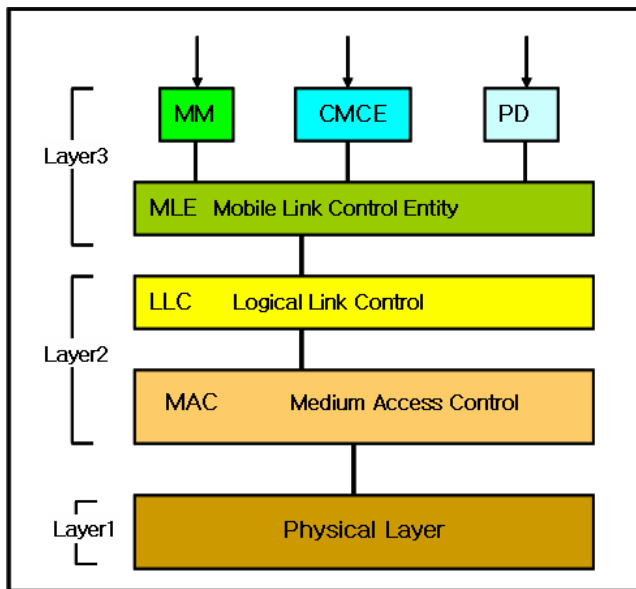 MM CMCE PD
Layer3
MLE Mobile Link Control Entity
LLC Logical Link Control
Layer2
MAC Medium Access Control
Physical Layer
Layer1